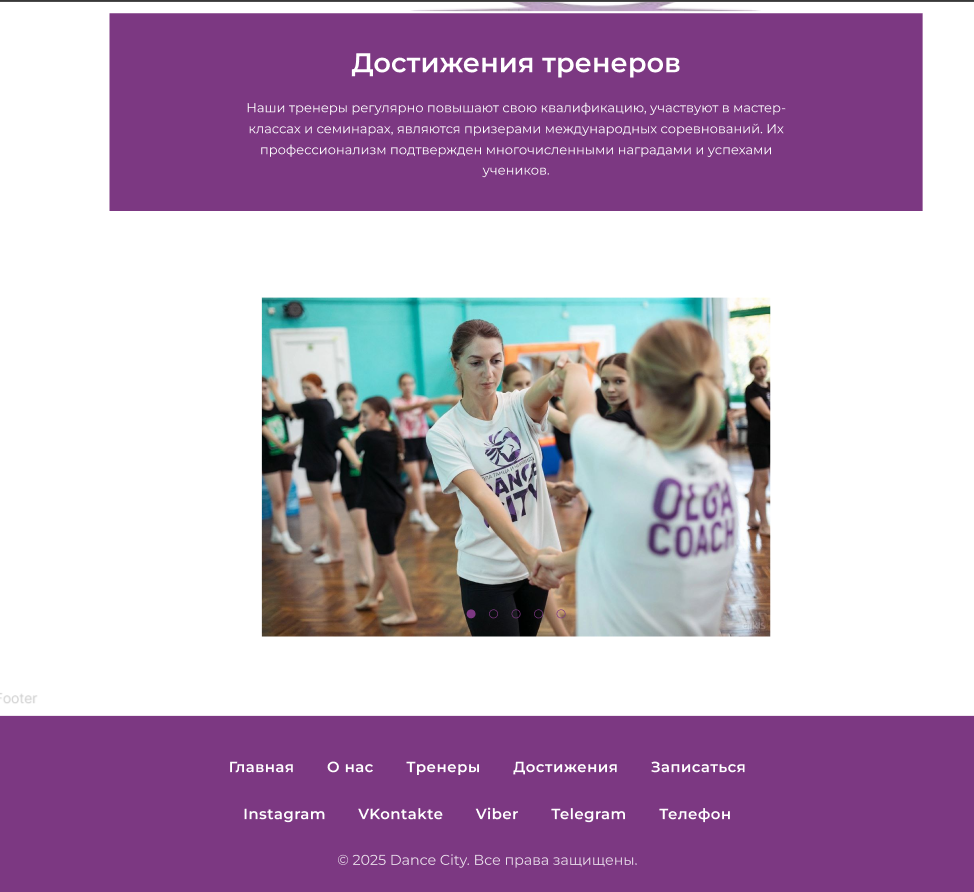 Достижения тренеров
Наши тренеры регулярно повышают свою квалификацию, участвуют в мастер-
классах и семинарах, являются призерами международных соревнований. Их
профессионализм подтвержден многочисленными наградами и успехами
учеников.
DANCE
CITY
OLGA
COACH
Footer
Главная О нас Тренеры Достижения Записаться
Instagram VKontakte Viber Telegram Телефон
© 2025 Dance City. Все права защищены.